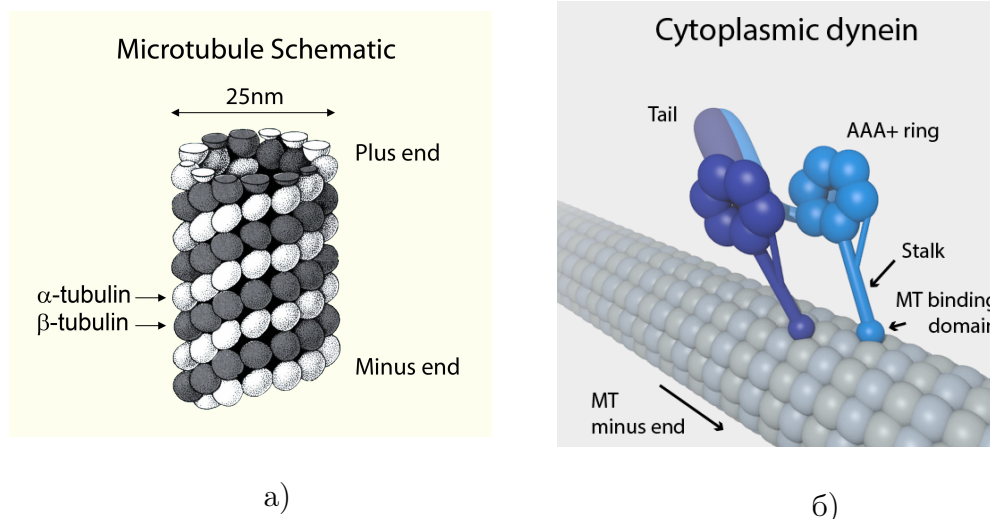 Microtubule Schematic
25nm
Plus end
α-tubulin
β-tubulin
Minus end
a)
Cytoplasmic dynein
Tail
AAA+ ring
Stalk
MT binding
domain
MT
minus end
б)